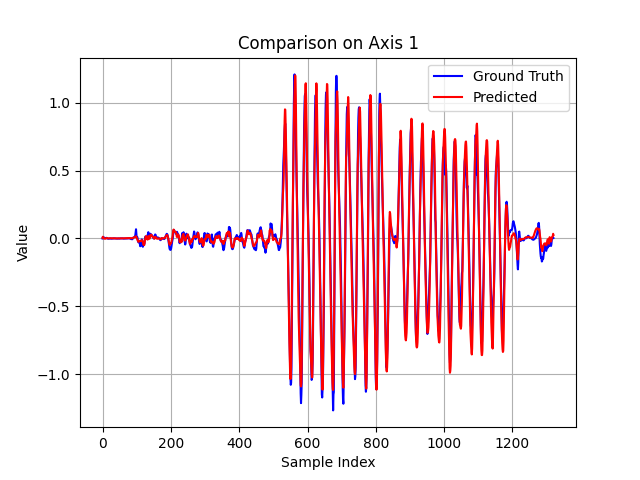 Comparison on Axis 1
Ground Truth
Predicted
1.0
0.5
0.0
−0.5
−1.0
Value
0 200 400 600 800 1000 1200
Sample Index